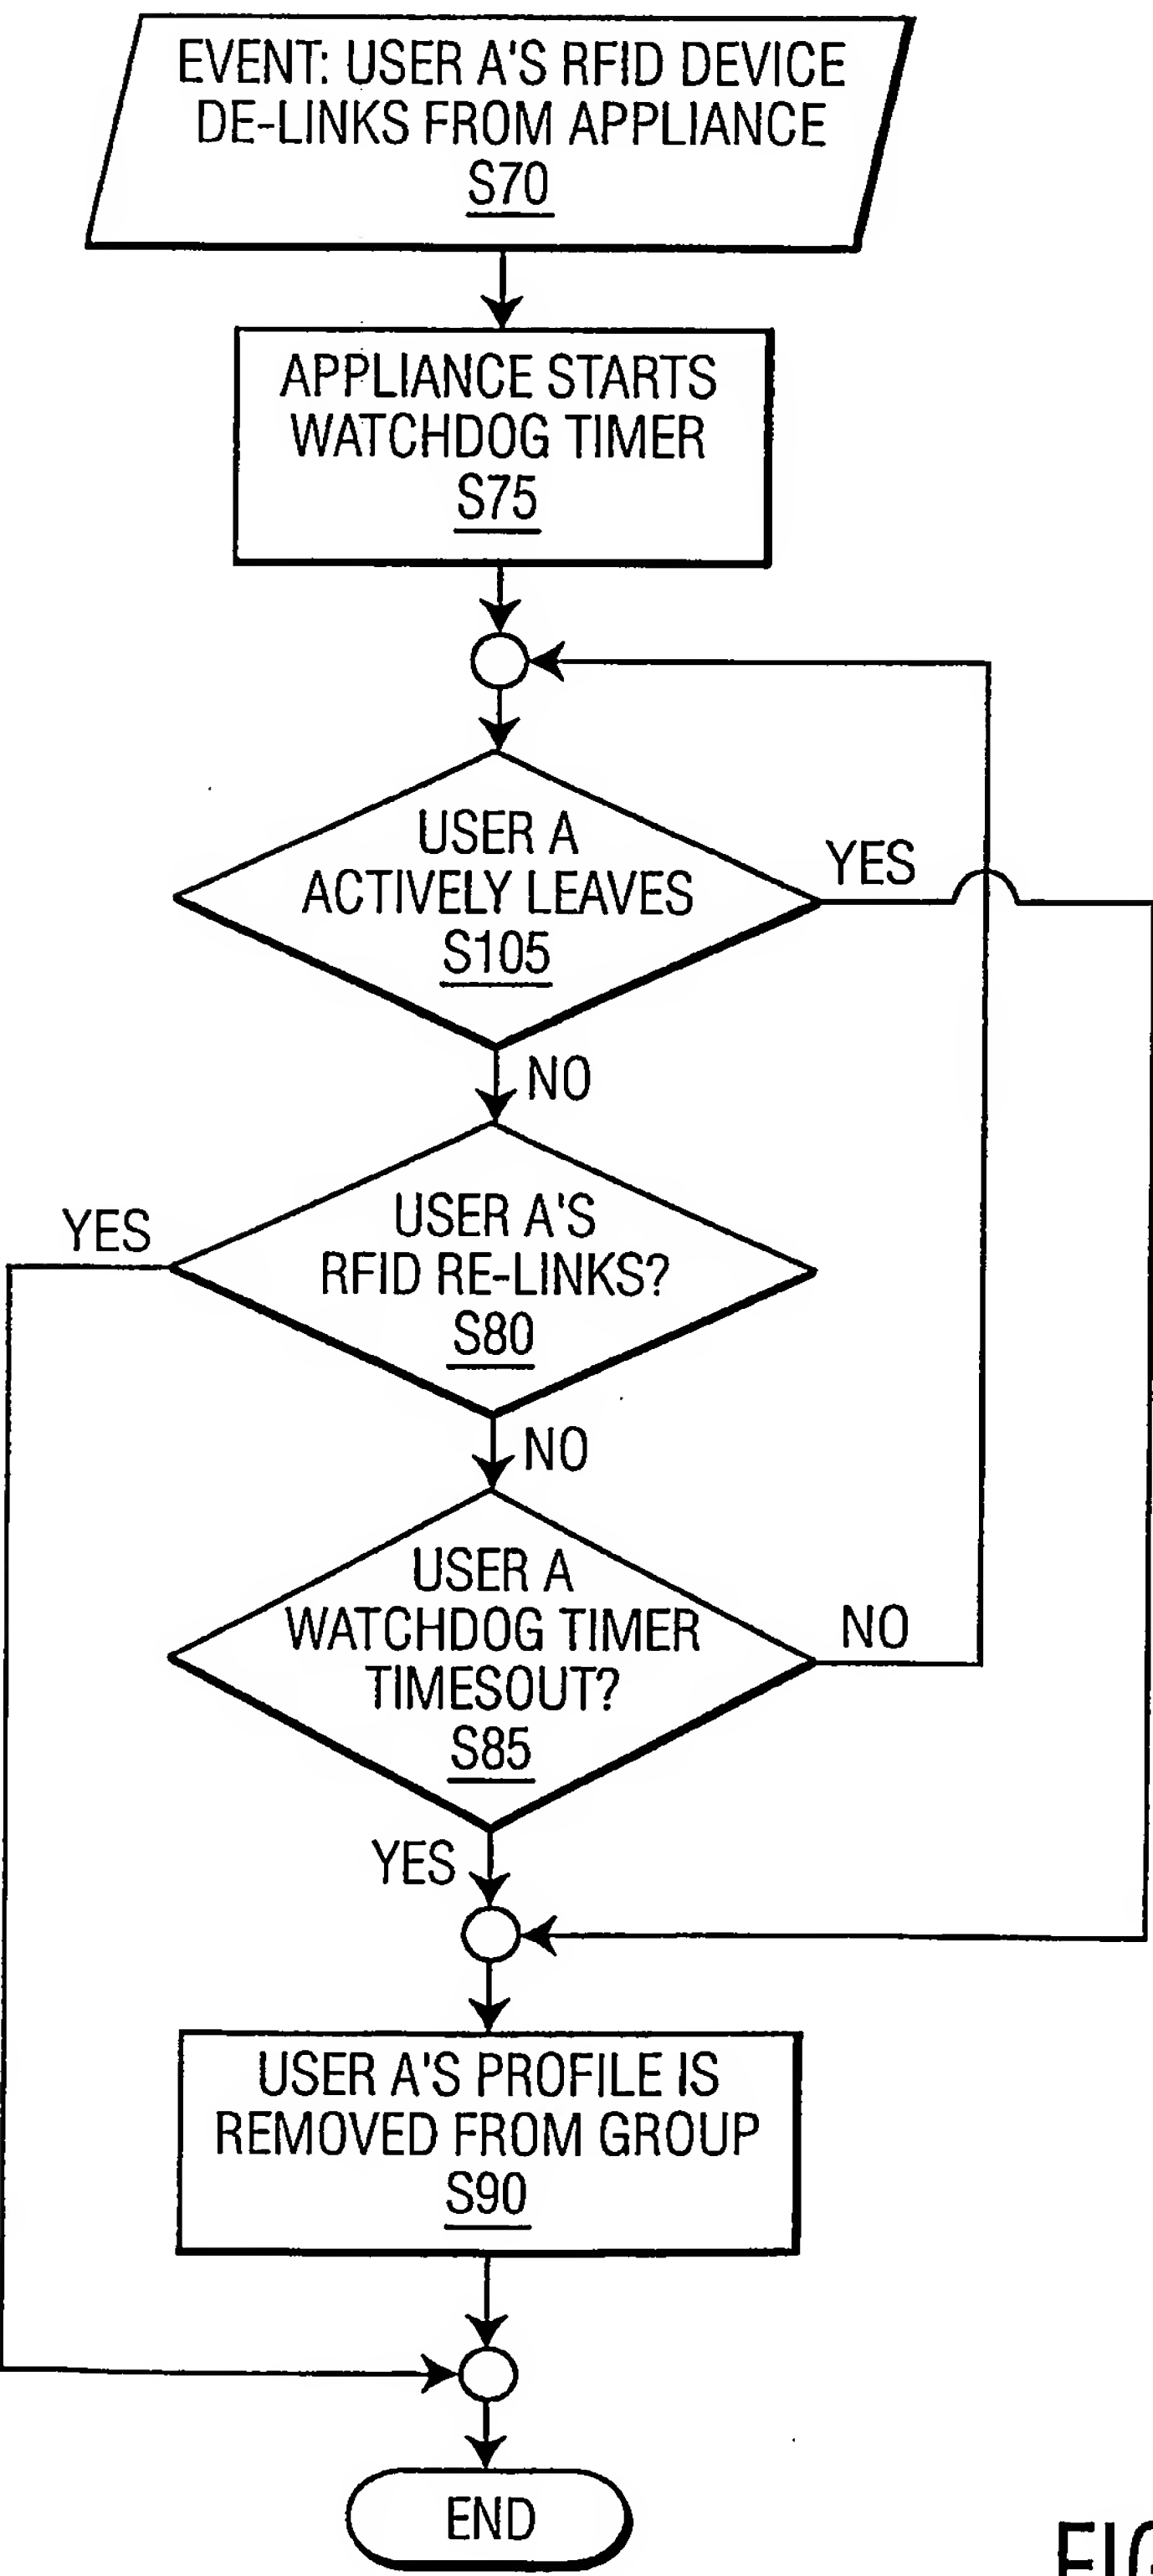 EVENT: USER A'S RFID DEVICE
DE-LINKS FROM APPLIANCE
S70
APPLIANCE STARTS
WATCHDOG TIMER
S75
USER A
ACTIVELY LEAVES
S105
YES
NO
USER A'S
RFID RE-LINKS?
S80
YES
NO
USER A
WATCHDOG TIMER
TIMESOUT?
S85
NO
YES
USER A'S PROFILE IS
REMOVED FROM GROUP
S90
END